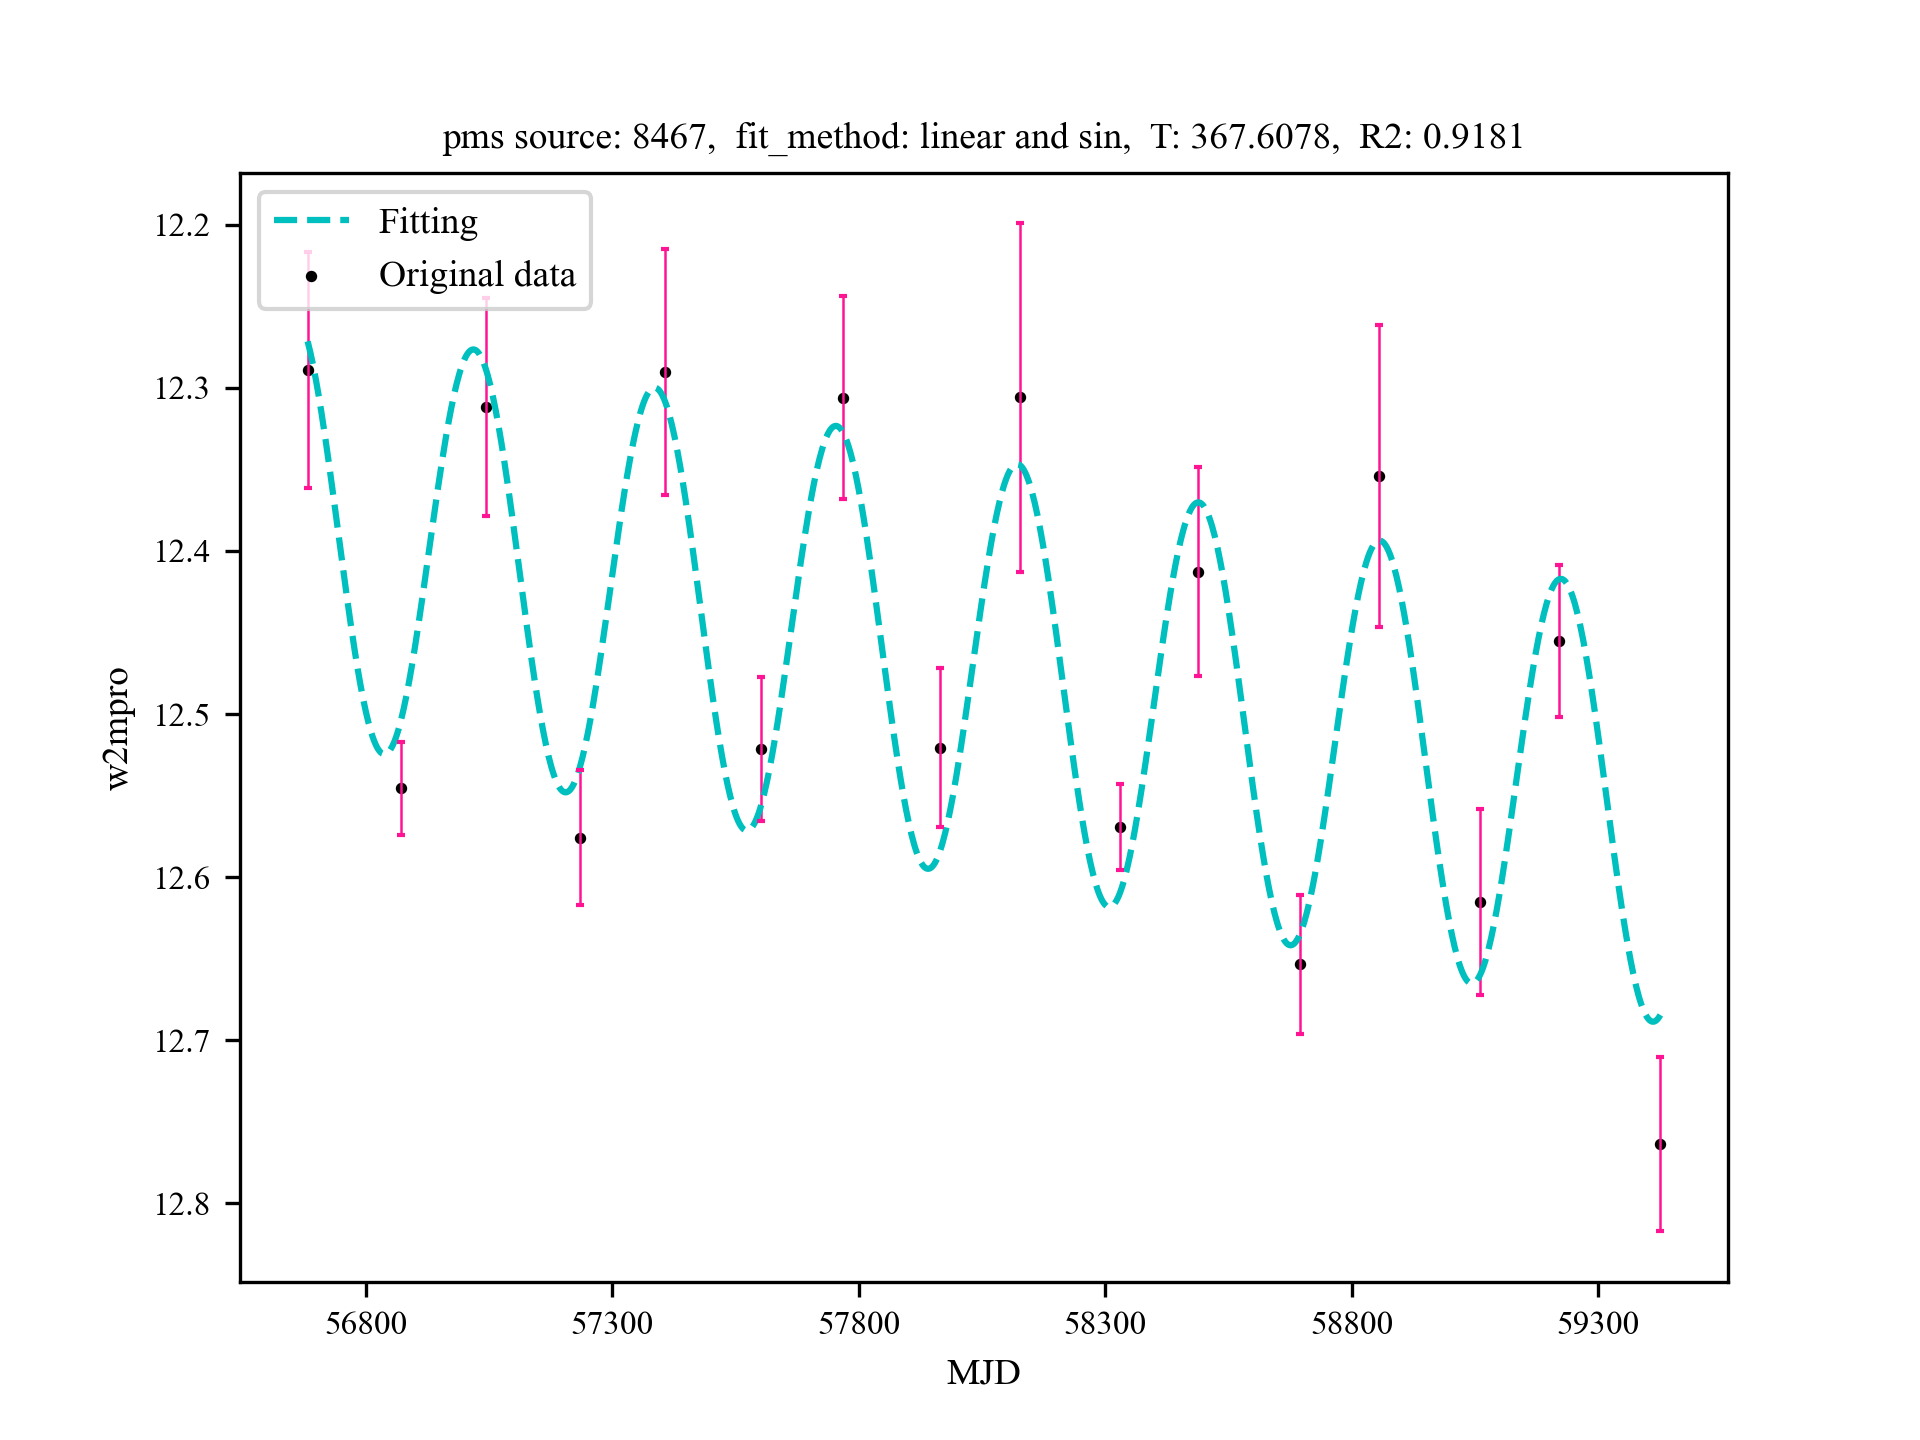 pms source: 8467,  fit_method: linear and sin,  T: 367.6078,  R2: 0.9181
Fitting
Original data
12.2
12.3
12.4
12.5
12.6
12.7
12.8
w2mpro
56800
57300
57800
58300
58800
59300
MJD